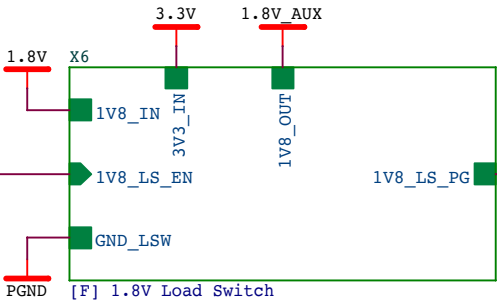 3.3V
1.8V_AUX
1.8V
X6
1V8_IN
3V3_IN
1V8_OUT
1V8_LS_EN
1V8_LS_PG
GND_LSW
PGND
[F] 1.8V Load Switch